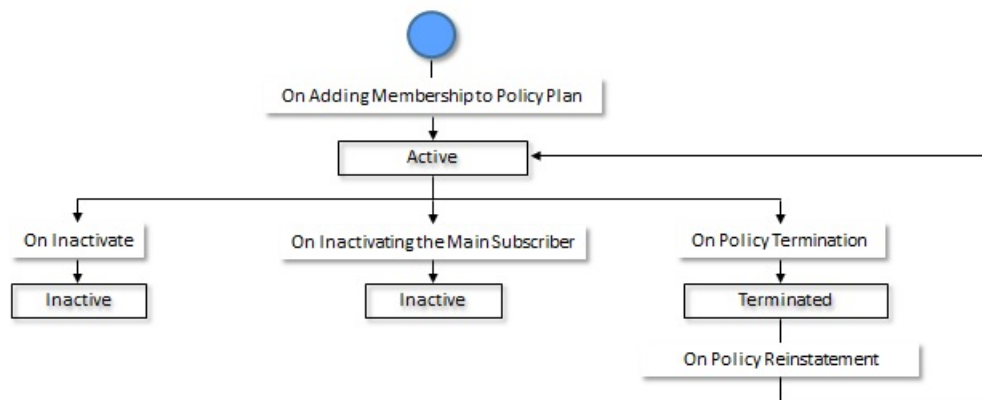 On Adding Membership to Policy Plan
Active
On Inactivate
On Inactivating the Main Subscriber
On Policy Termination
Inactive
Inactive
Terminated
On Policy Reinstatement